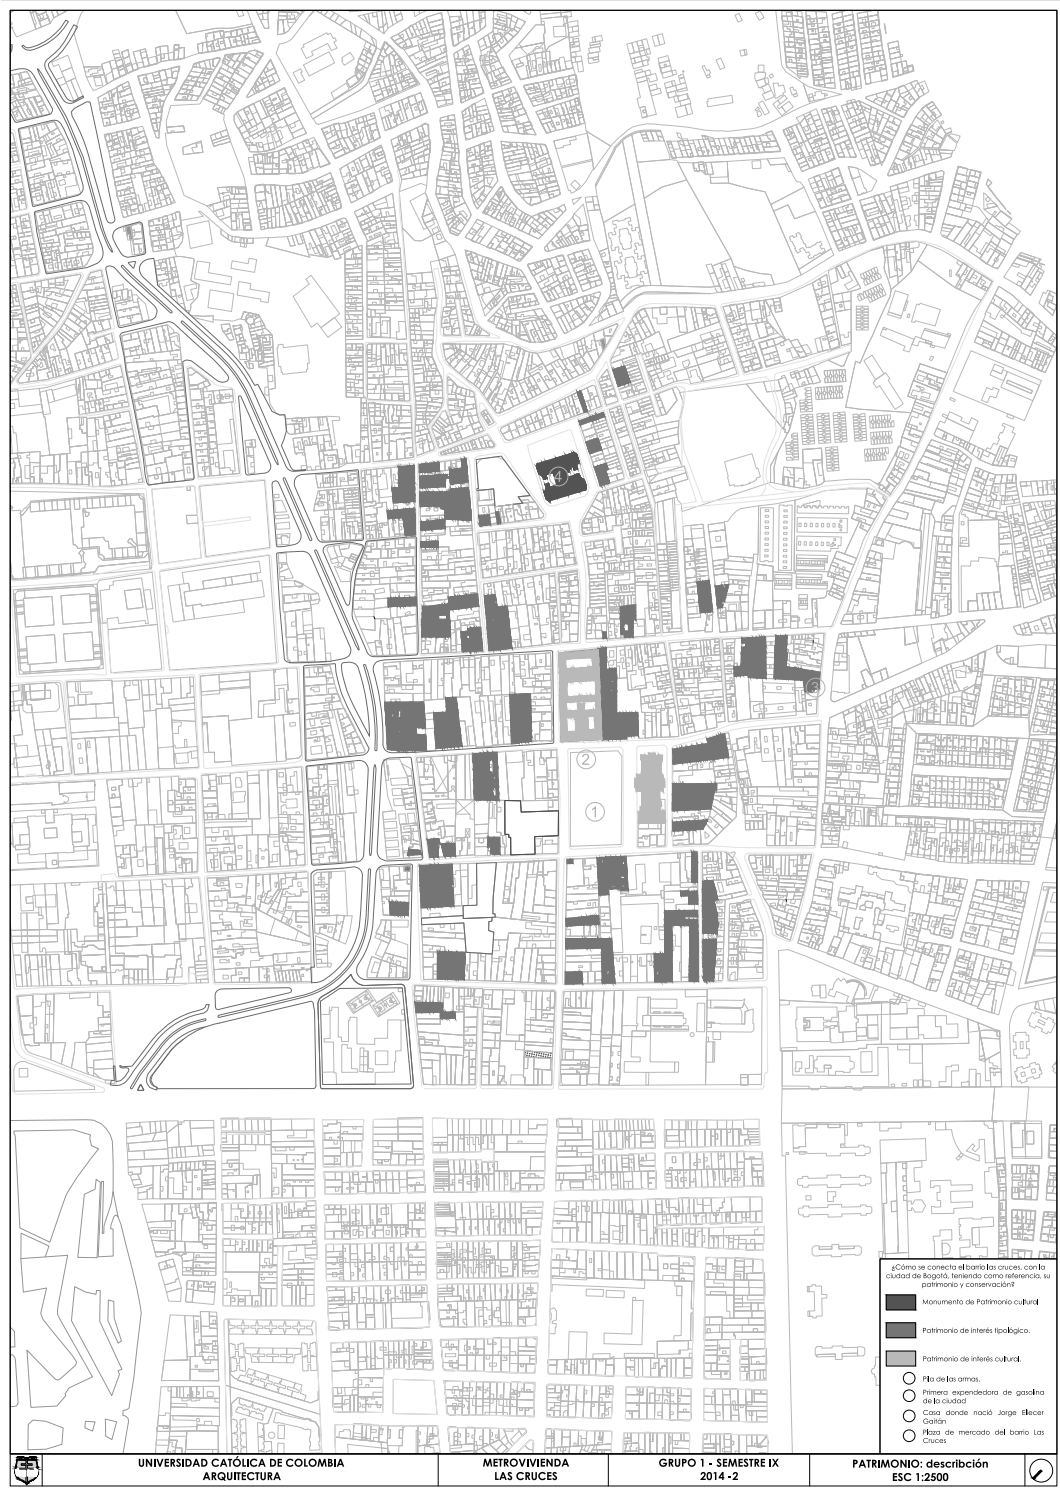 4
3
2
1
¿Cómo se conecta el barrio las cruces, con la
ciudad de Bogotá, teniendo como referencia, su
patrimonio y conservación?
Monumento de Patrimonio cultural
Patrimonio de interés tipológico.
Patrimonio de interés cultural.
Pila de las armas.
Primera expendedora de gasolina
de la ciudad
Casa donde nació Jorge Eliecer
Gaitán
Plaza de mercado del barrio Las
Cruces
UNIVERSIDAD CATÓLICA DE COLOMBIA
ARQUITECTURA
METROVIVIENDA
LAS CRUCES
GRUPO 1 - SEMESTRE IX
2014 -2
PATRIMONIO: describción
ESC 1:2500